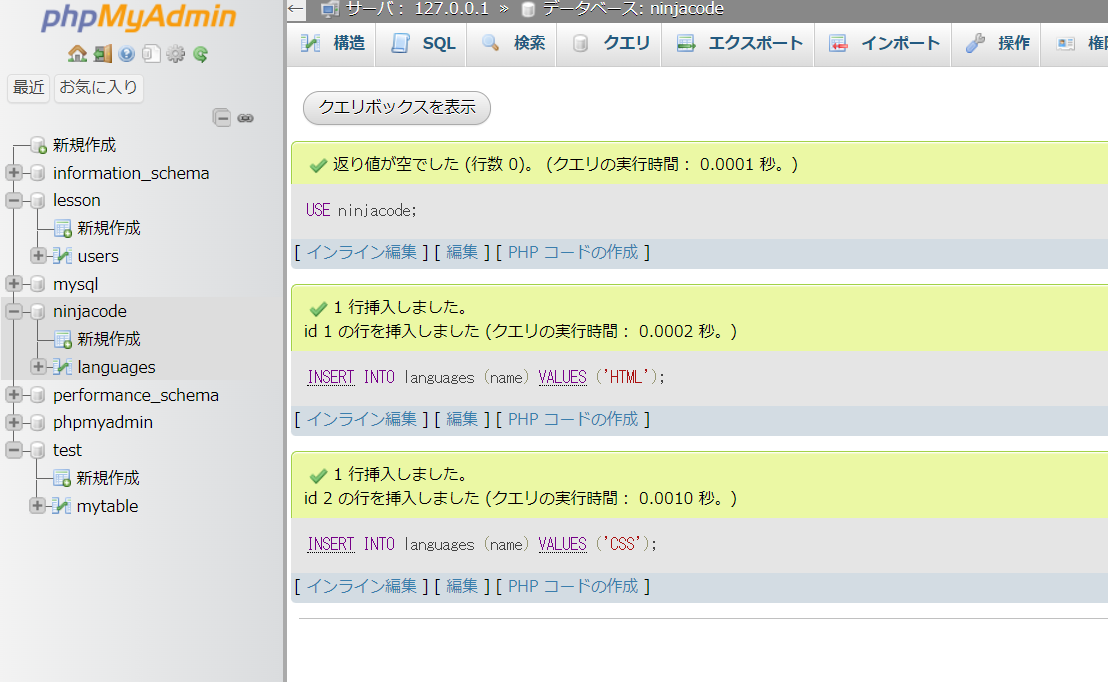 phpMyAdmin
最近 お気に入り
新規作成
information_schema
lesson
新規作成
users
mysql
ninjacode
新規作成
languages
performance_schema
phpmyadmin
test
新規作成
mytable
← サーバ: 127.0.0.1 » データベース: ninjacode
構造 SQL 検索 クエリ エクスポート インポート 操作
クエリボックスを表示
返り値が空でした (行数 0)。 (クエリの実行時間: 0.0001 秒。)
USE ninjacode;
[ インライン編集 ] [ 編集 ] [ PHP コードの作成 ]
1 行挿入しました。
id 1 の行を挿入しました (クエリの実行時間: 0.0002 秒。)
INSERT INTO languages (name) VALUES ('HTML');
[ インライン編集 ] [ 編集 ] [ PHP コードの作成 ]
1 行挿入しました。
id 2 の行を挿入しました (クエリの実行時間: 0.0010 秒。)
INSERT INTO languages (name) VALUES ('CSS');
[ インライン編集 ] [ 編集 ] [ PHP コードの作成 ]